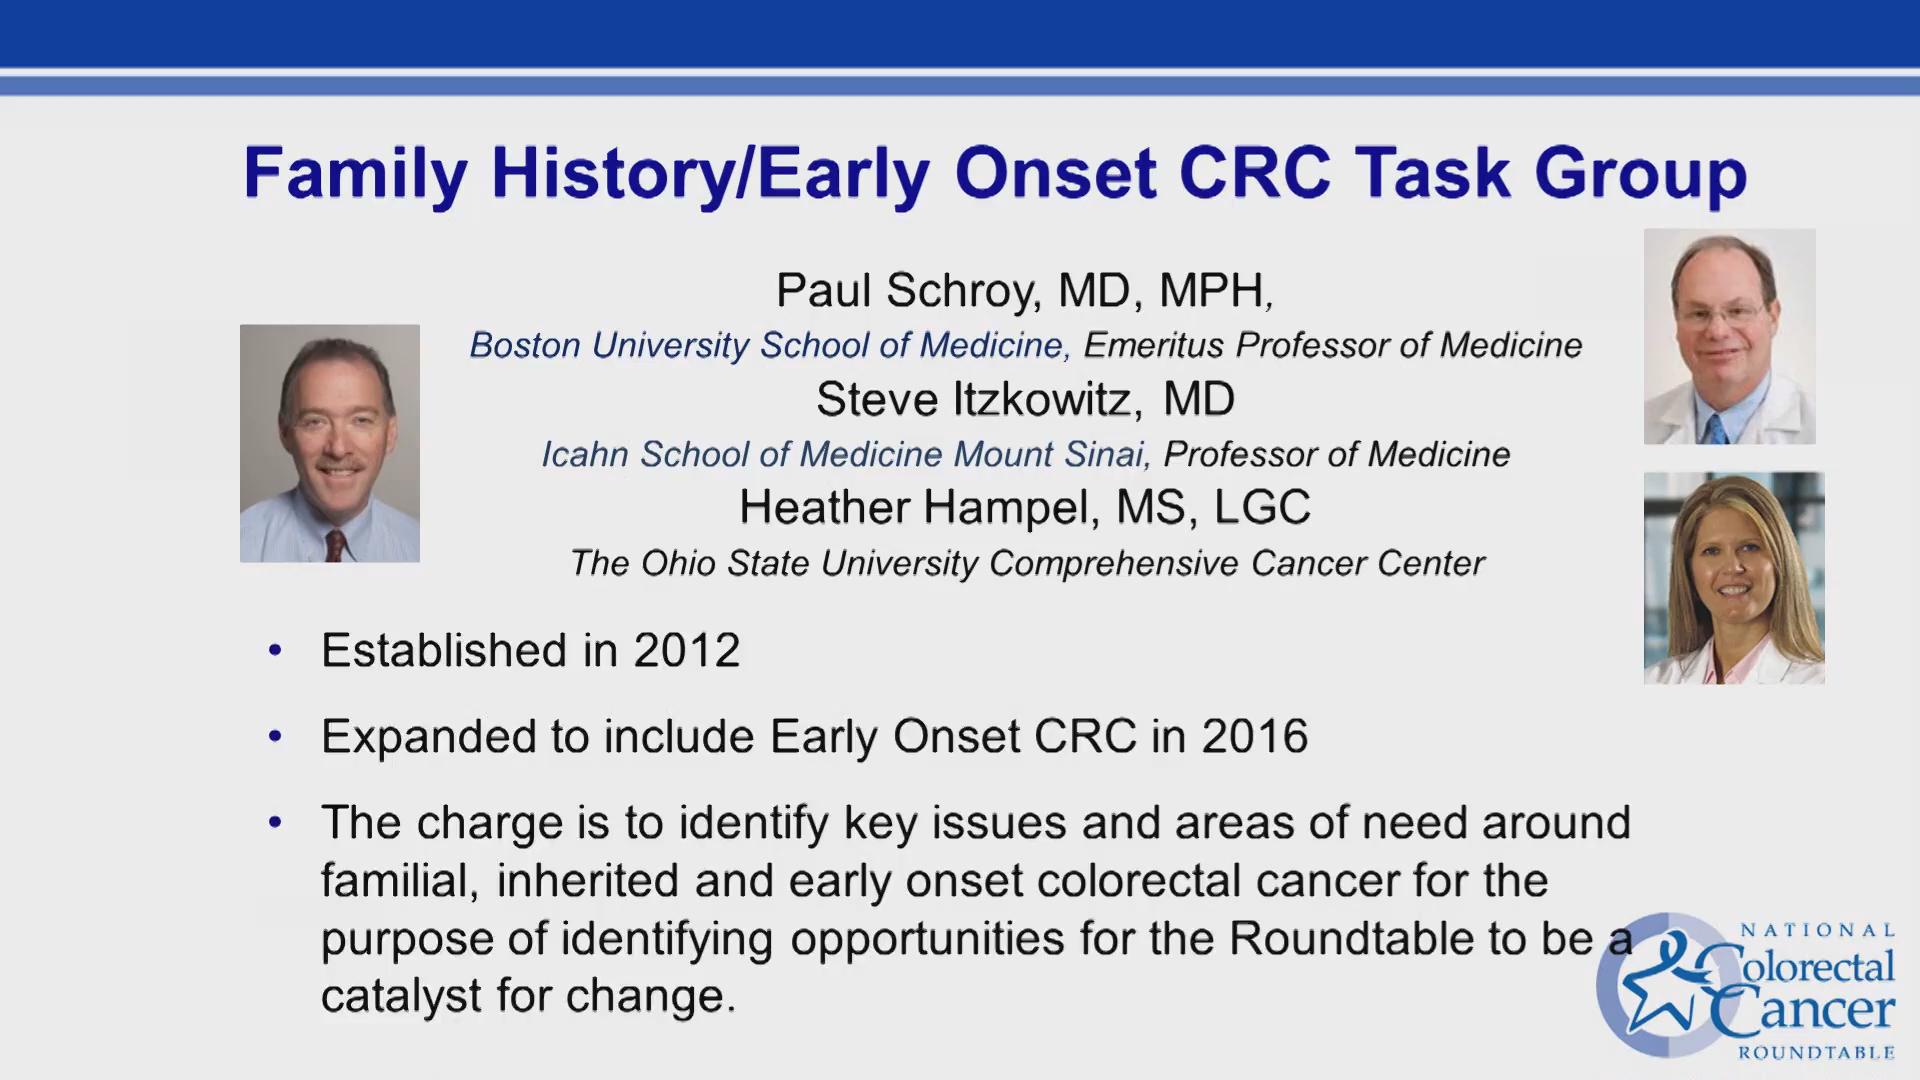 Family History/Early Onset CRC Task Group
Paul Schroy, MD, MPH,
Boston University School of Medicine, Emeritus Professor of Medicine
Steve Itzkowitz, MD
Icahn School of Medicine Mount Sinai, Professor of Medicine
Heather Hampel, MS, LGC
The Ohio State University Comprehensive Cancer Center
• Established in 2012
• Expanded to include Early Onset CRC in 2016
• The charge is to identify key issues and areas of need around
familial, inherited and early onset colorectal cancer for the
purpose of identifying opportunities for the Roundtable to be a
catalyst for change.
NATIONAL
Colorectal
Cancer
ROUNDTABLE